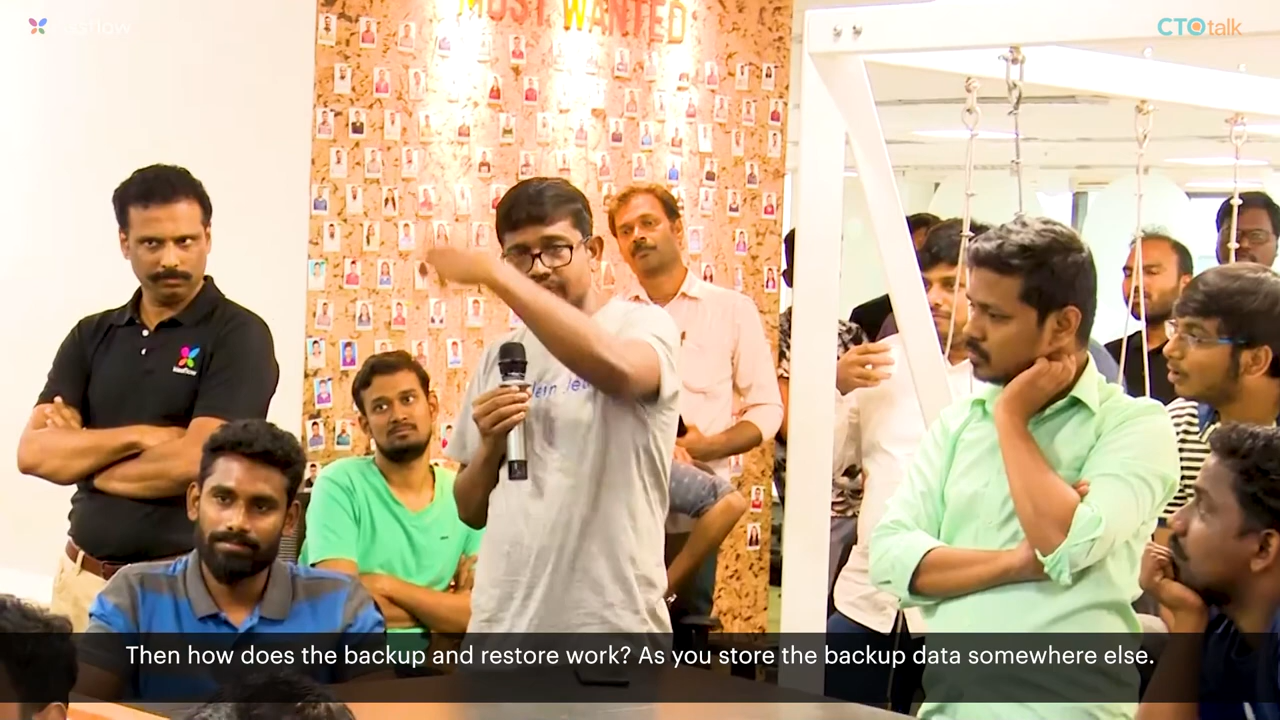 MOST WANTED
CTOtalk
Then how does the backup and restore work? As you store the backup data somewhere else.